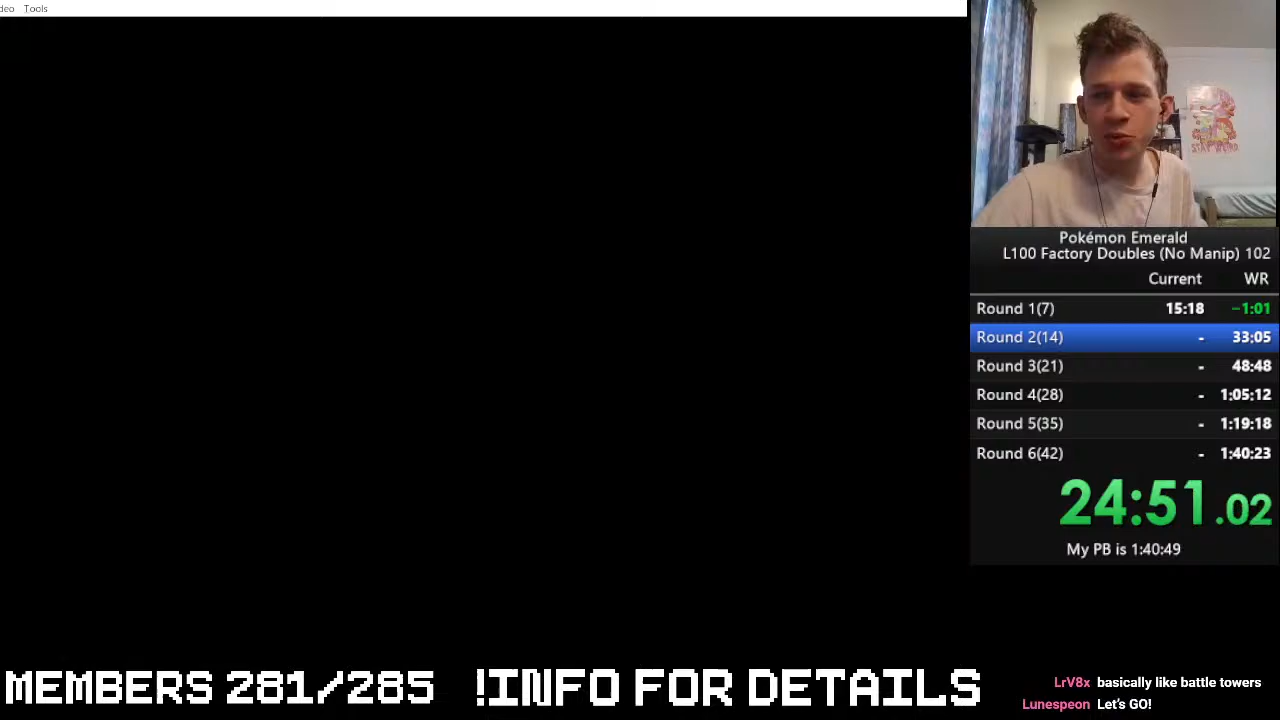 deo Tools
STAY WEIRD
Pokémon Emerald
L100 Factory Doubles (No Manip) 102
Current WR
Round 1(7) 15:18 −1:01
Round 2(14) - 33:05
Round 3(21) - 48:48
Round 4(28) - 1:05:12
Round 5(35) - 1:19:18
Round 6(42) - 1:40:23
24:51.02
My PB is 1:40:49
MEMBERS 281/285 !INFO FOR DETAILS
LrV8x basically like battle towers
Lunespeon Let's GO!